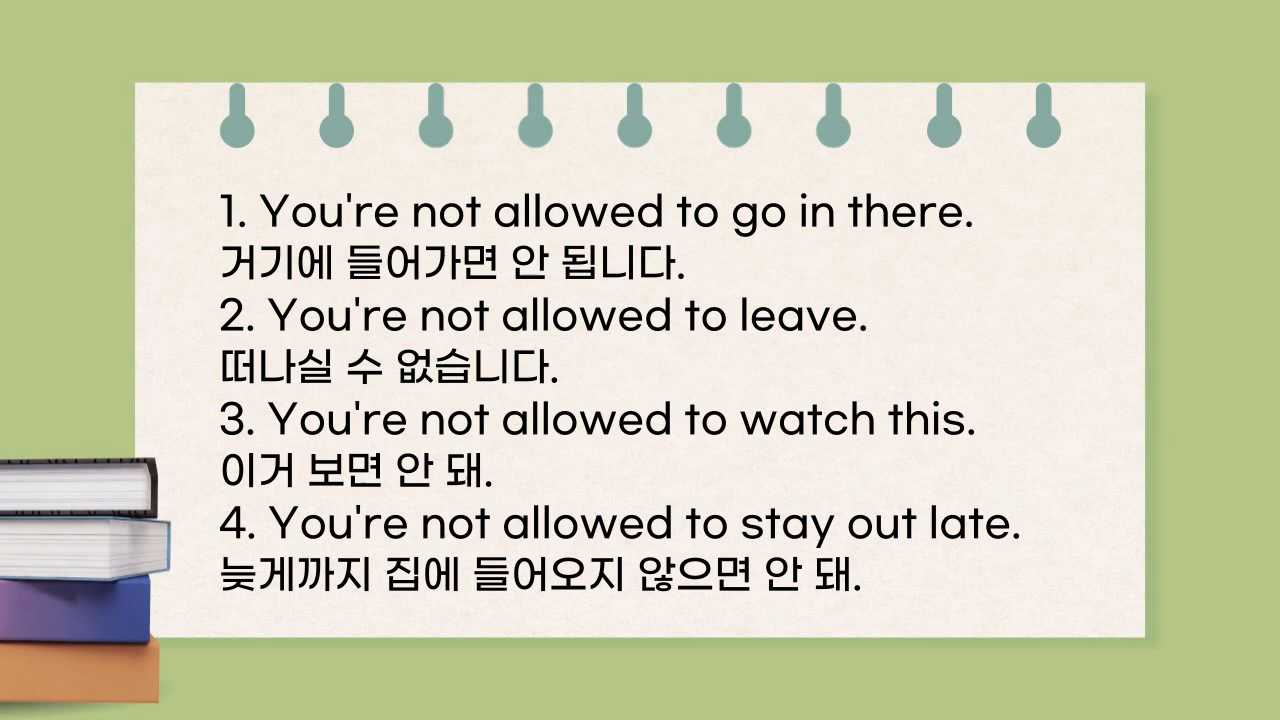 1. You're not allowed to go in there.
거기에 들어가면 안 됩니다.
2. You're not allowed to leave.
떠나실 수 없습니다.
3. You're not allowed to watch this.
이거 보면 안 돼.
4. You're not allowed to stay out late.
늦게까지 집에 들어오지 않으면 안 돼.